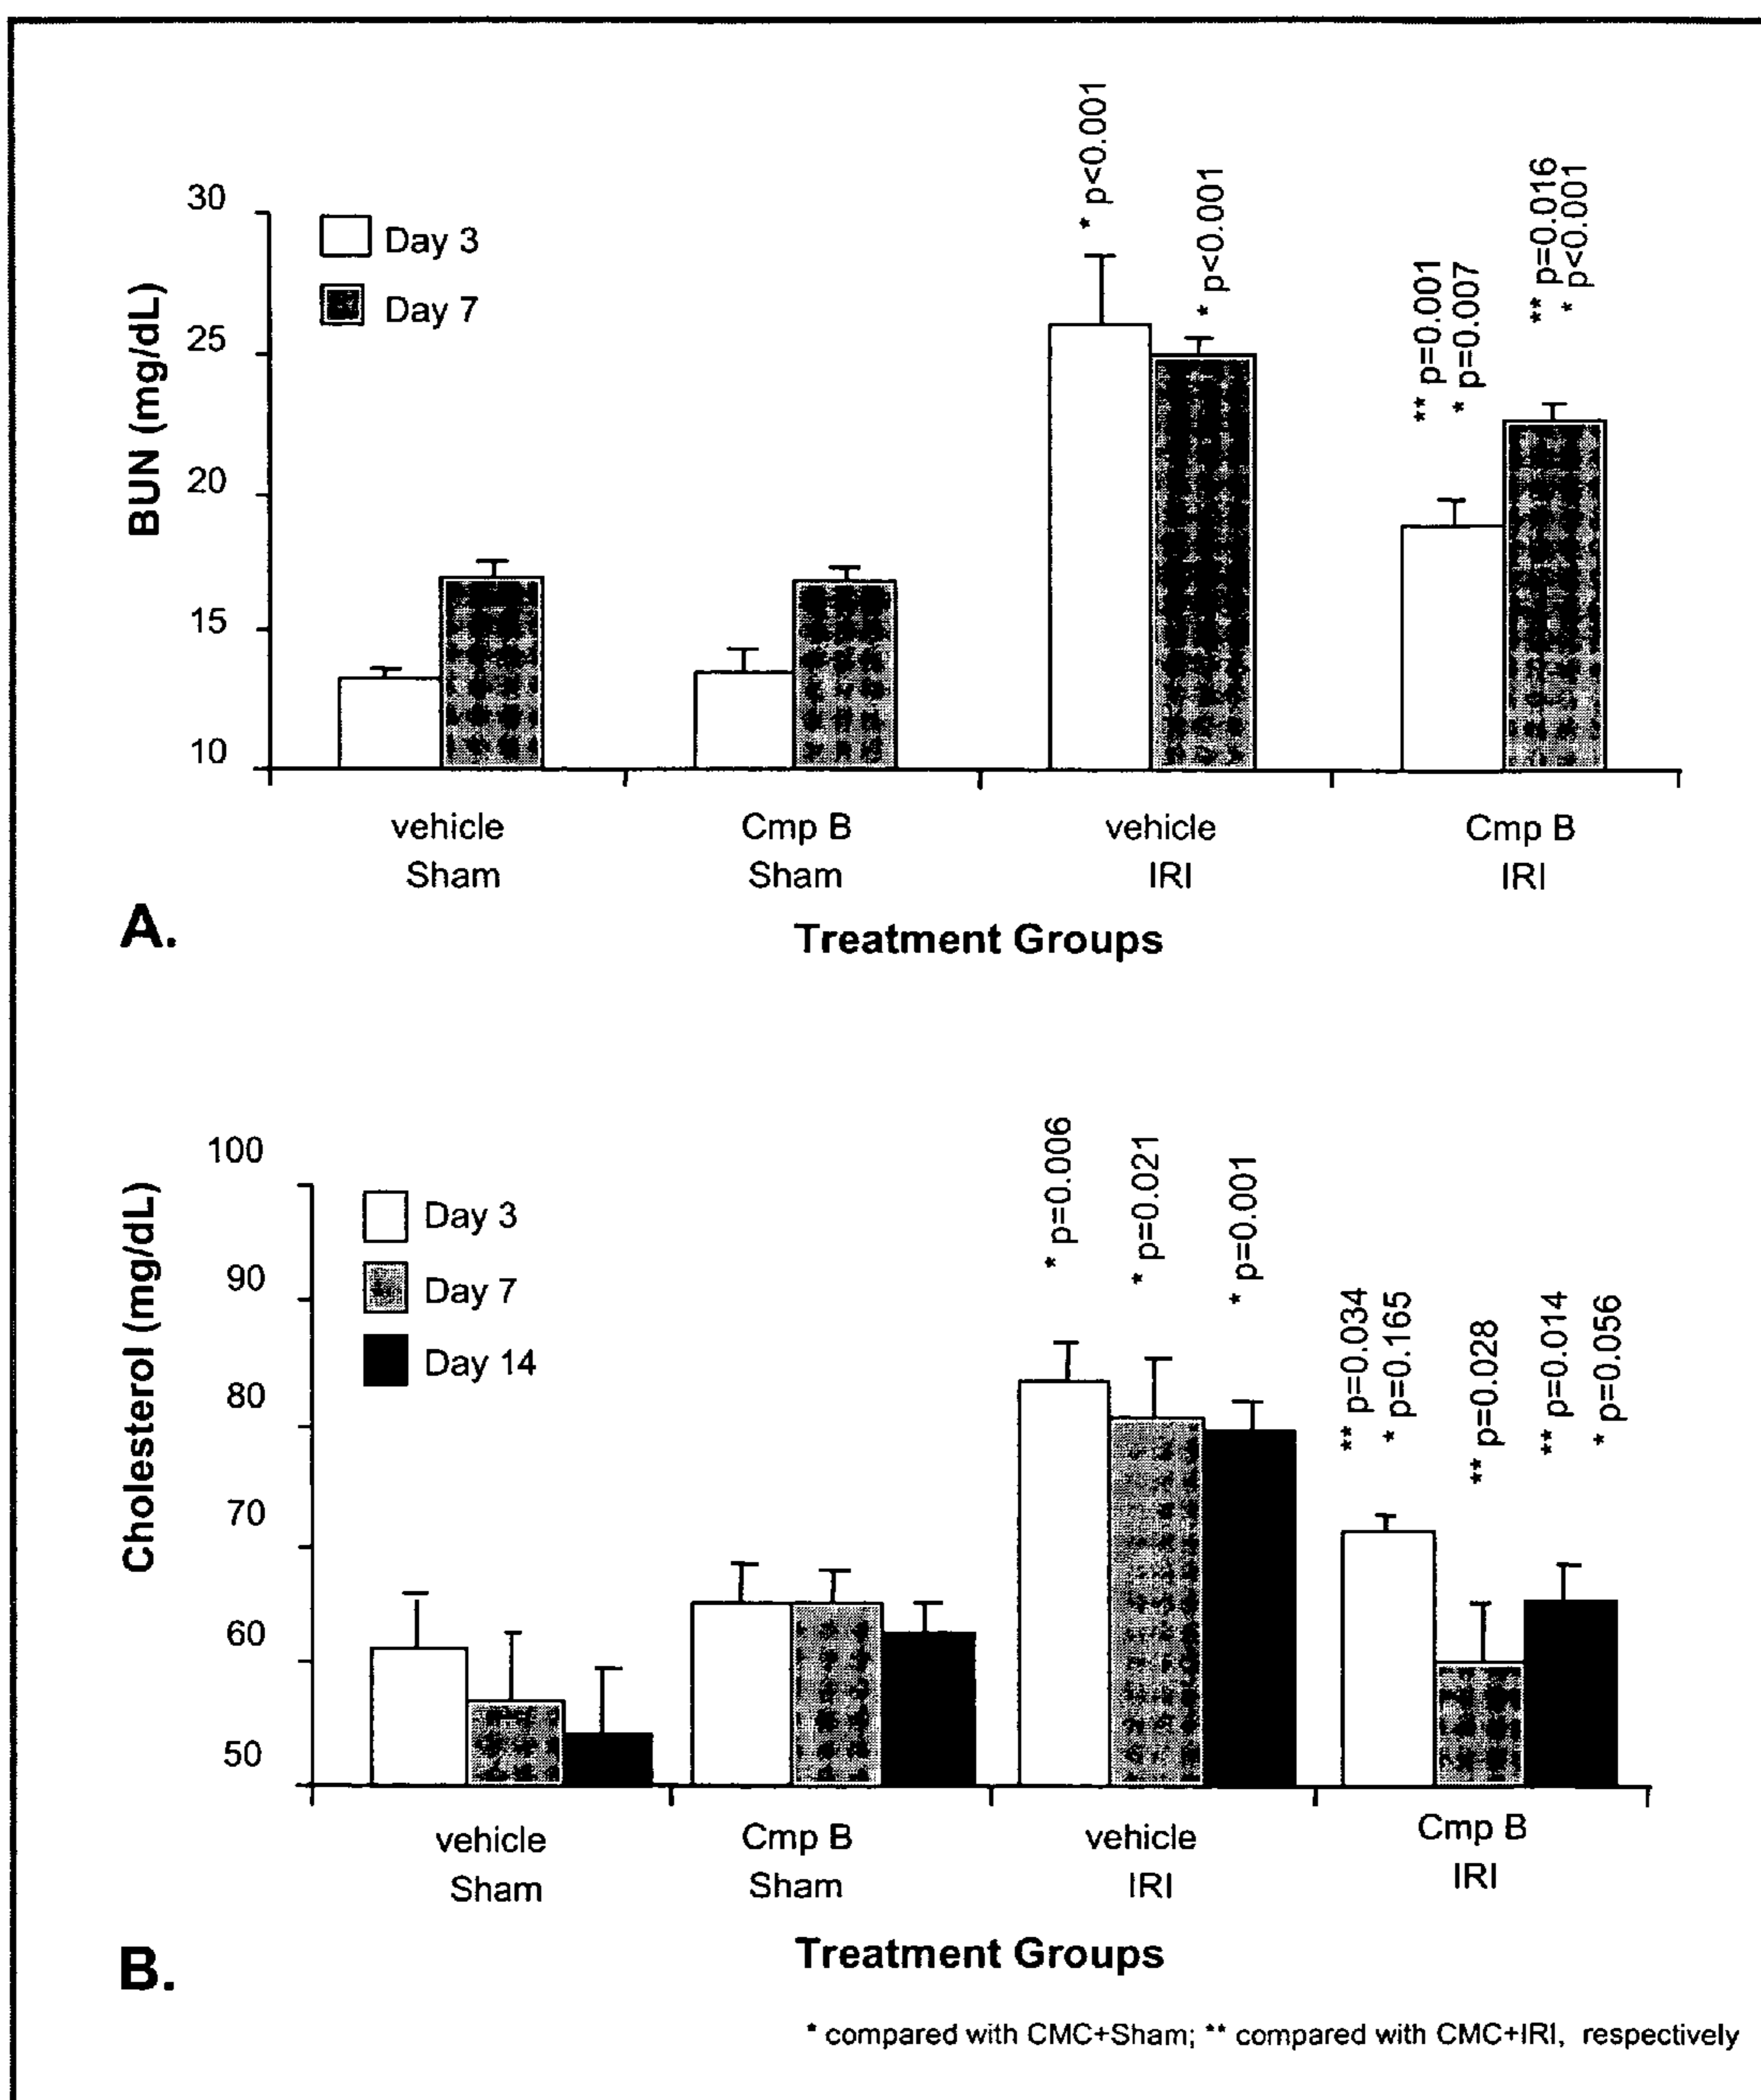 * p<0.001
* p<0.001
** p=0.016
* p<0.001
** p=0.001
* p=0.007
30
25
20
15
10
BUN (mg/dL)
Day 3
Day 7
vehicle
Sham
Cmp B
Sham
vehicle
IRI
Cmp B
IRI
A.
Treatment Groups
* p=0.006
* p=0.021
* p=0.001
** p=0.034
* p=0.165
** p=0.028
** p=0.014
* p=0.056
100
90
80
70
60
50
Cholesterol (mg/dL)
Day 3
Day 7
Day 14
vehicle
Sham
Cmp B
Sham
vehicle
IRI
Cmp B
IRI
B.
Treatment Groups
* compared with CMC+Sham; ** compared with CMC+IRI, respectively